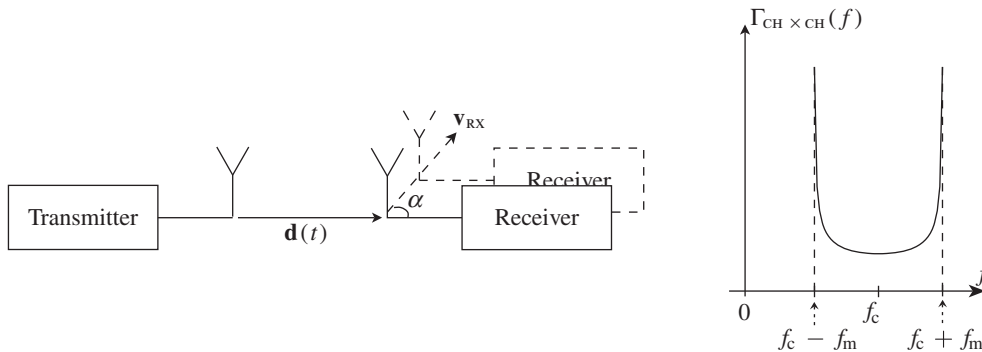 Γ_CH × CH (f)
v_RX
Receiver
α
Transmitter
Receiver
d(t)
f
0
f_c
f_c − f_m
f_c + f_m